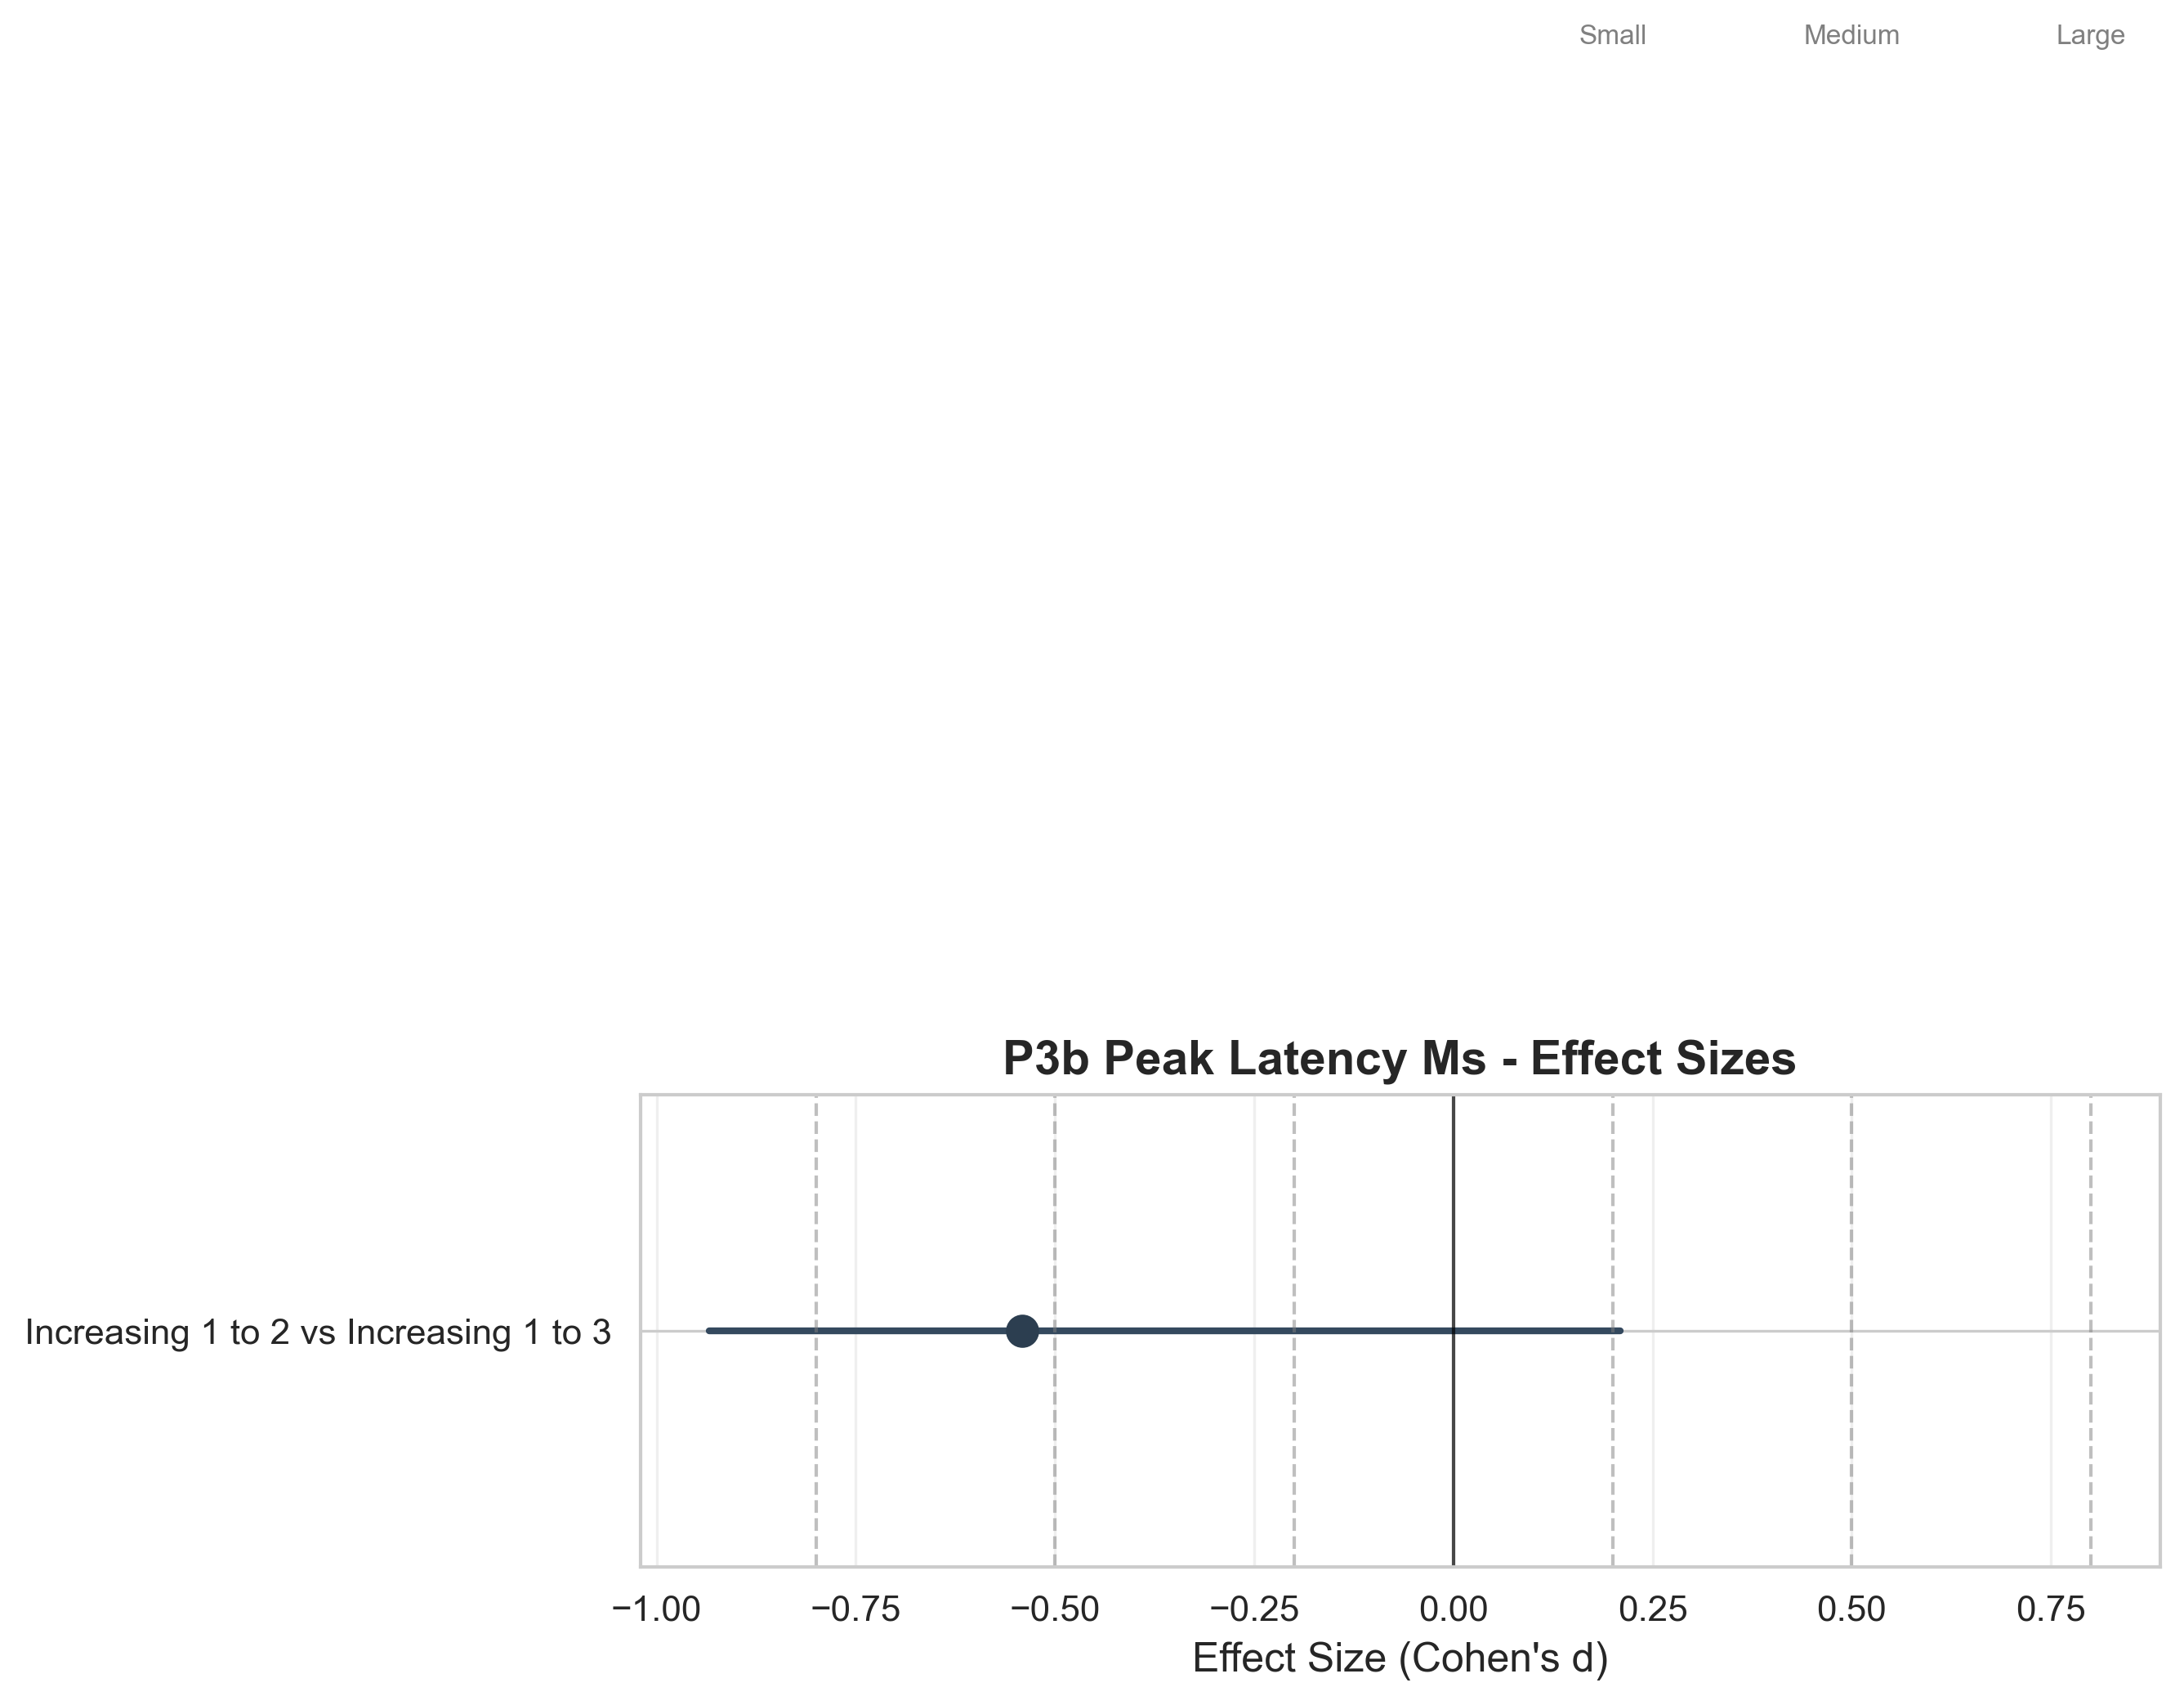 Small Medium Large
P3b Peak Latency Ms - Effect Sizes
Increasing 1 to 2 vs Increasing 1 to 3
−1.00 −0.75 −0.50 −0.25 0.00 0.25 0.50 0.75
Effect Size (Cohen's d)